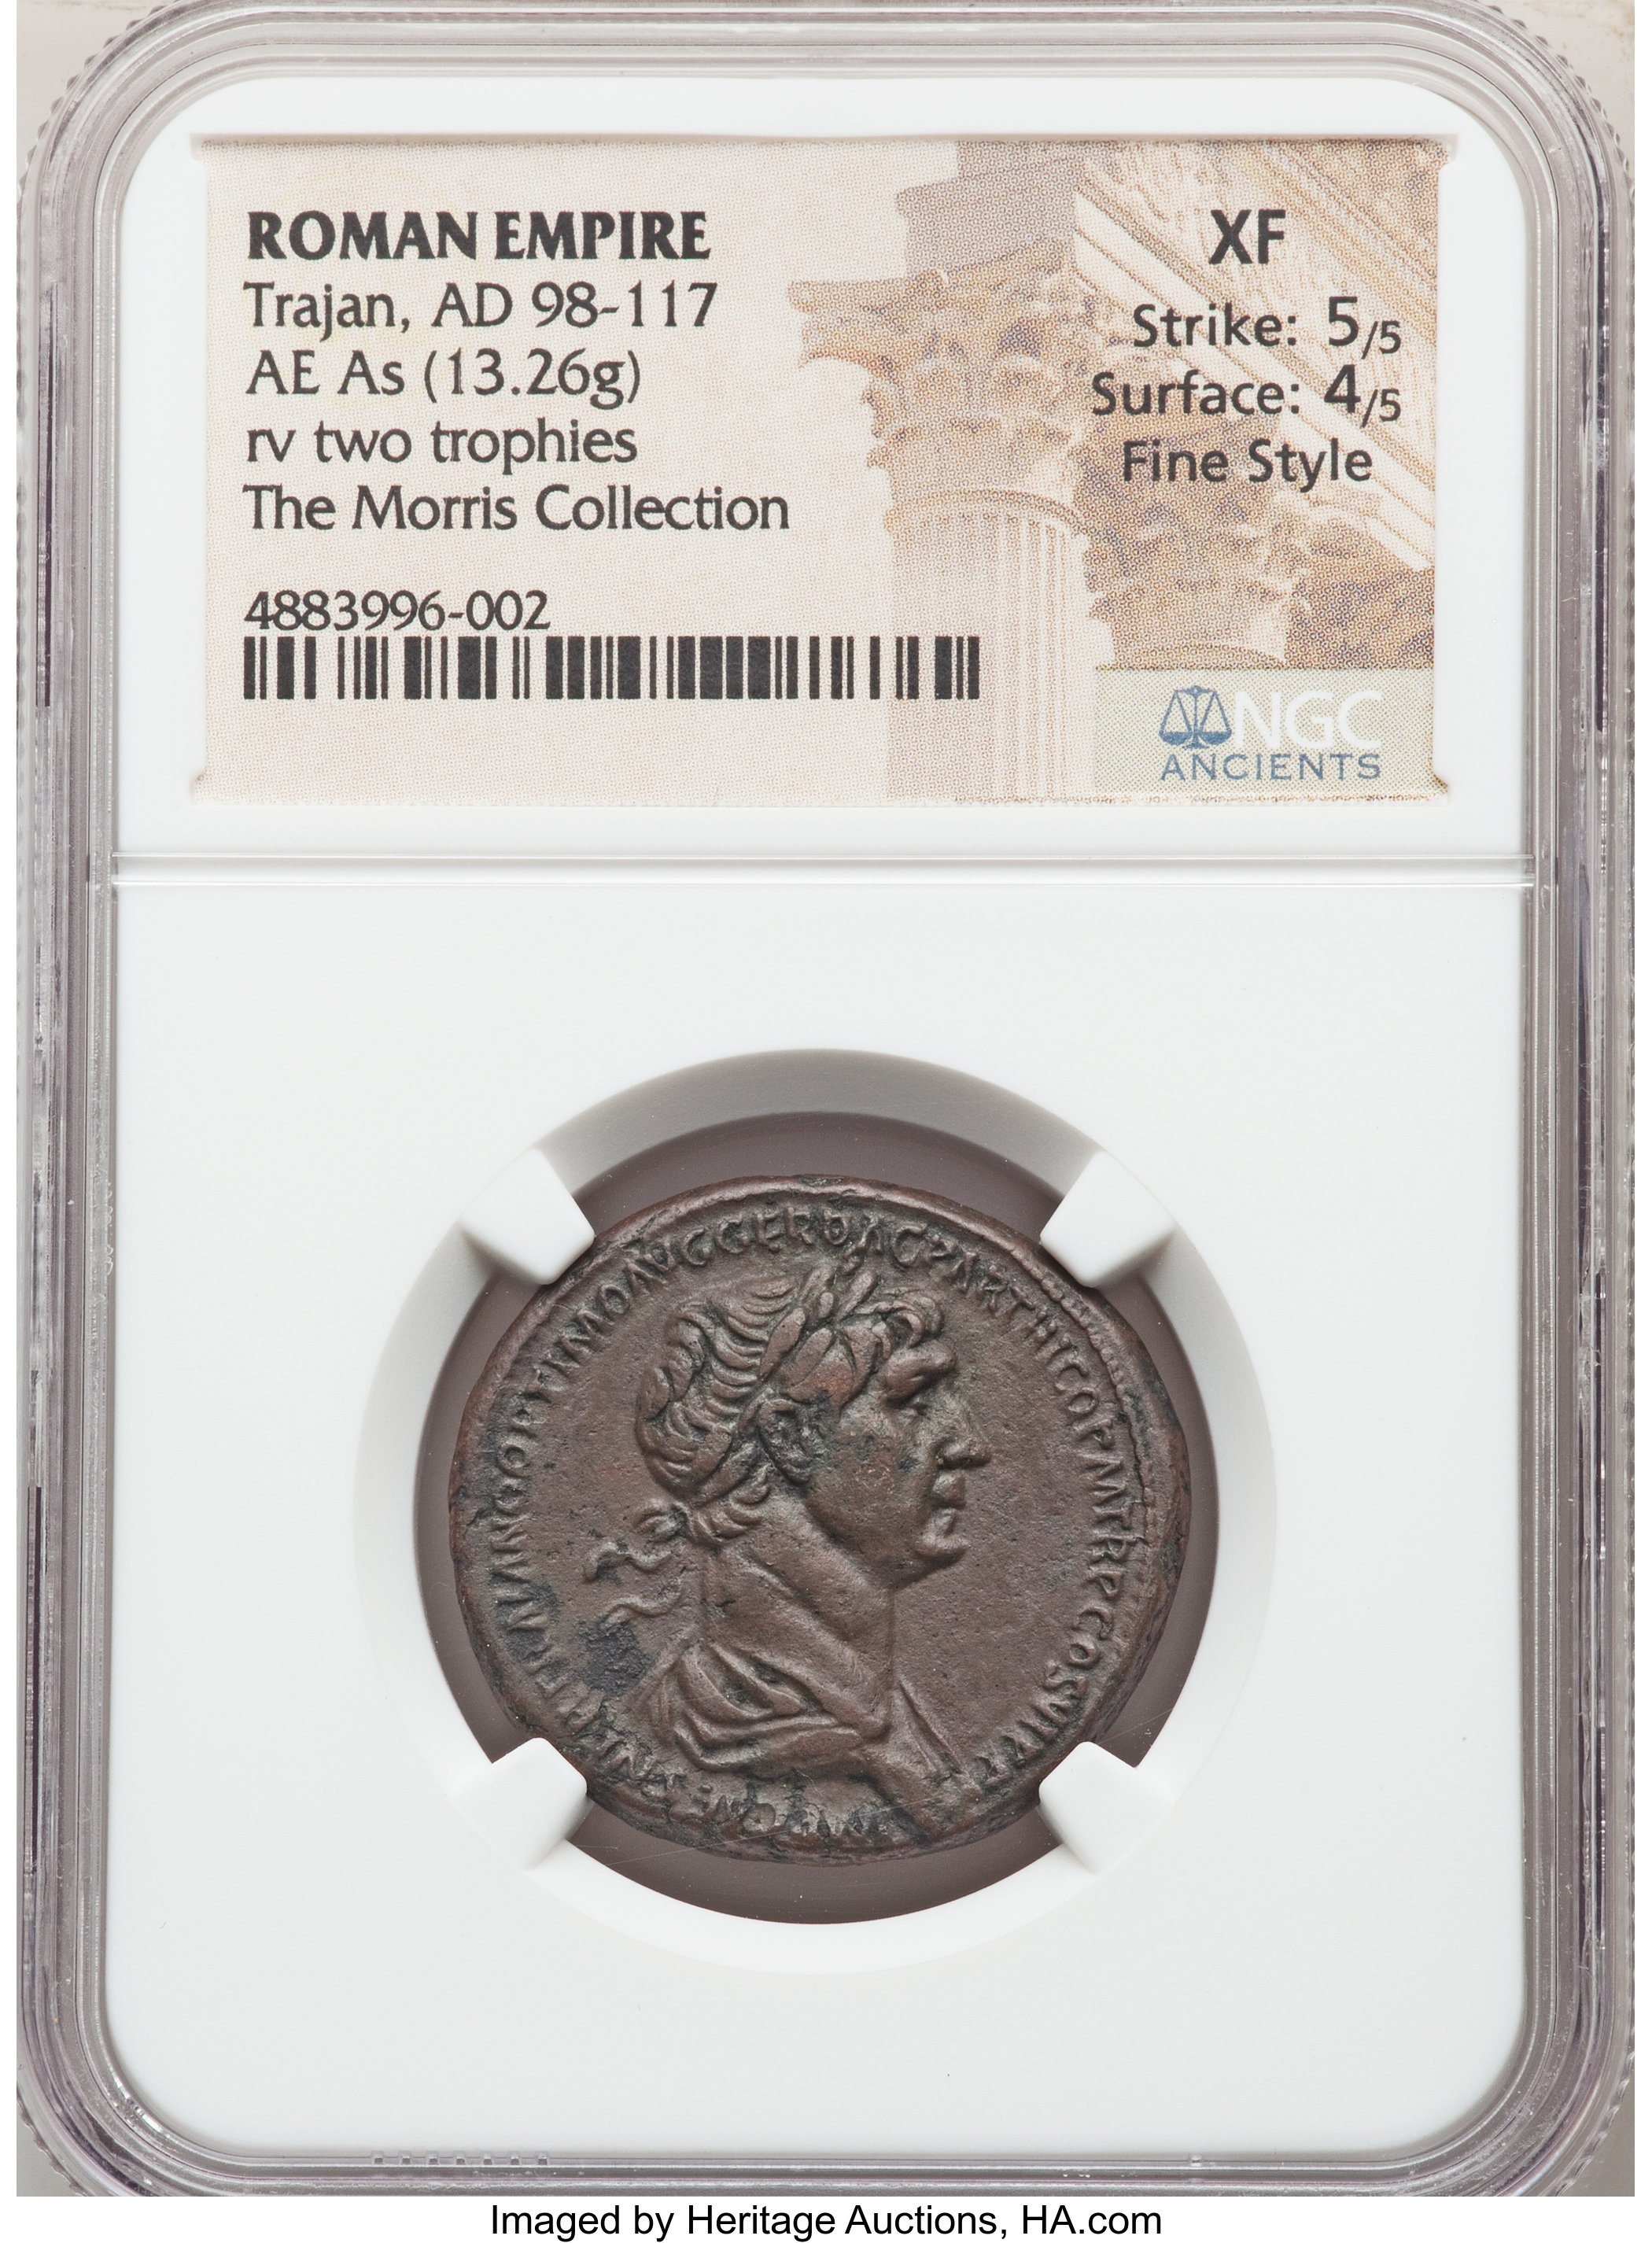 ROMAN EMPIRE
Trajan, AD 98-117
AE As (13.26g)
rv two trophies
The Morris Collection
4883996-002
XF
Strike: 5/5
Surface: 4/5
Fine Style
NGC
ANCIENTS
TRAIANOOPTIMOAVGGERDACPARTHICOPMTRPCOSVIPP
Imaged by Heritage Auctions, HA.com